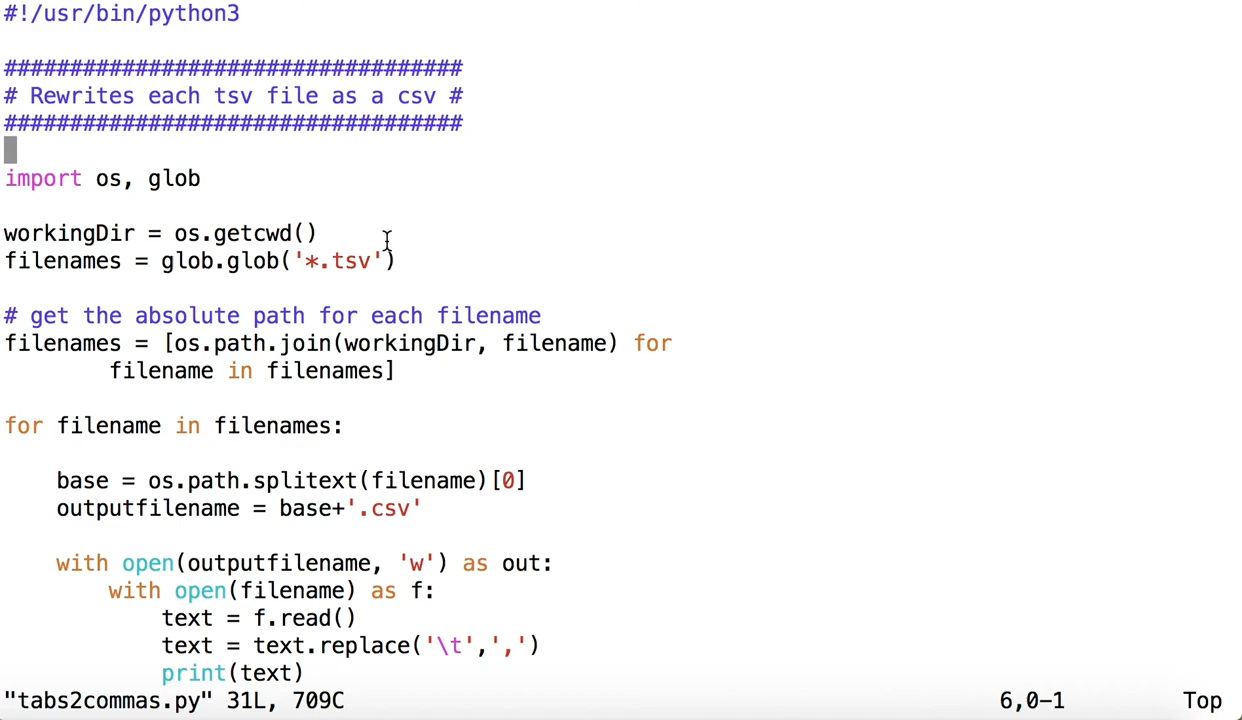 #!/usr/bin/python3
###################################
# Rewrites each tsv file as a csv #
###################################
import os, glob
workingDir = os.getcwd()
filenames = glob.glob('*.tsv')
# get the absolute path for each filename
filenames = [os.path.join(workingDir, filename) for
        filename in filenames]
for filename in filenames:
    base = os.path.splitext(filename)[0]
    outputfilename = base+'.csv'
    with open(outputfilename, 'w') as out:
        with open(filename) as f:
            text = f.read()
            text = text.replace('\t',',')
            print(text)
"tabs2commas.py" 31L, 709C 6,0-1 Top